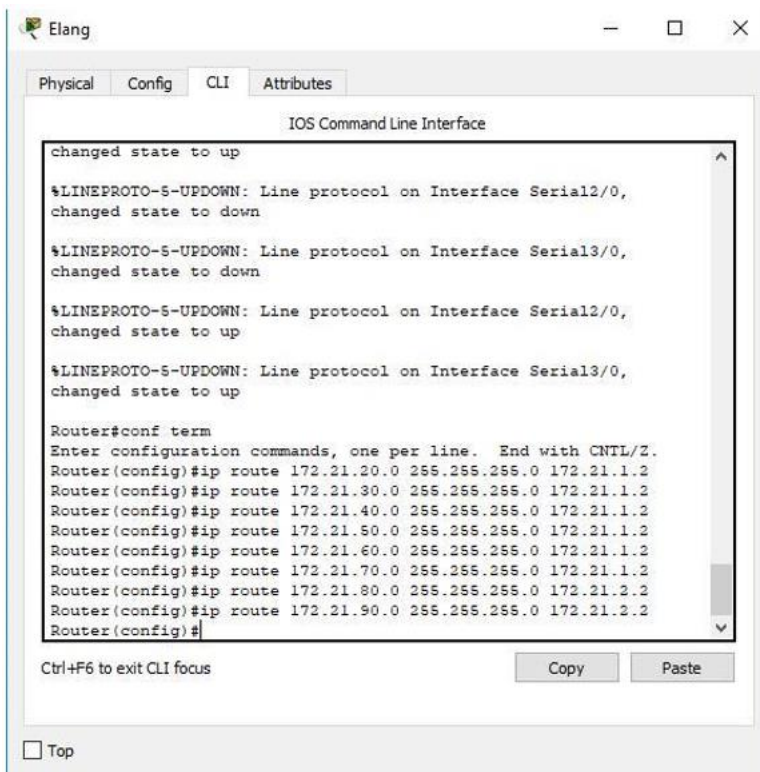 Elang
Physical Config CLI Attributes
IOS Command Line Interface
changed state to up
%LINEPROTO-5-UPDOWN: Line protocol on Interface Serial2/0,
changed state to down
%LINEPROTO-5-UPDOWN: Line protocol on Interface Serial3/0,
changed state to down
%LINEPROTO-5-UPDOWN: Line protocol on Interface Serial2/0,
changed state to up
%LINEPROTO-5-UPDOWN: Line protocol on Interface Serial3/0,
changed state to up
Router#conf term
Enter configuration commands, one per line.  End with CNTL/Z.
Router(config)#ip route 172.21.20.0 255.255.255.0 172.21.1.2
Router(config)#ip route 172.21.30.0 255.255.255.0 172.21.1.2
Router(config)#ip route 172.21.40.0 255.255.255.0 172.21.1.2
Router(config)#ip route 172.21.50.0 255.255.255.0 172.21.1.2
Router(config)#ip route 172.21.60.0 255.255.255.0 172.21.1.2
Router(config)#ip route 172.21.70.0 255.255.255.0 172.21.1.2
Router(config)#ip route 172.21.80.0 255.255.255.0 172.21.2.2
Router(config)#ip route 172.21.90.0 255.255.255.0 172.21.2.2
Router(config)#
Ctrl+F6 to exit CLI focus Copy Paste
Top